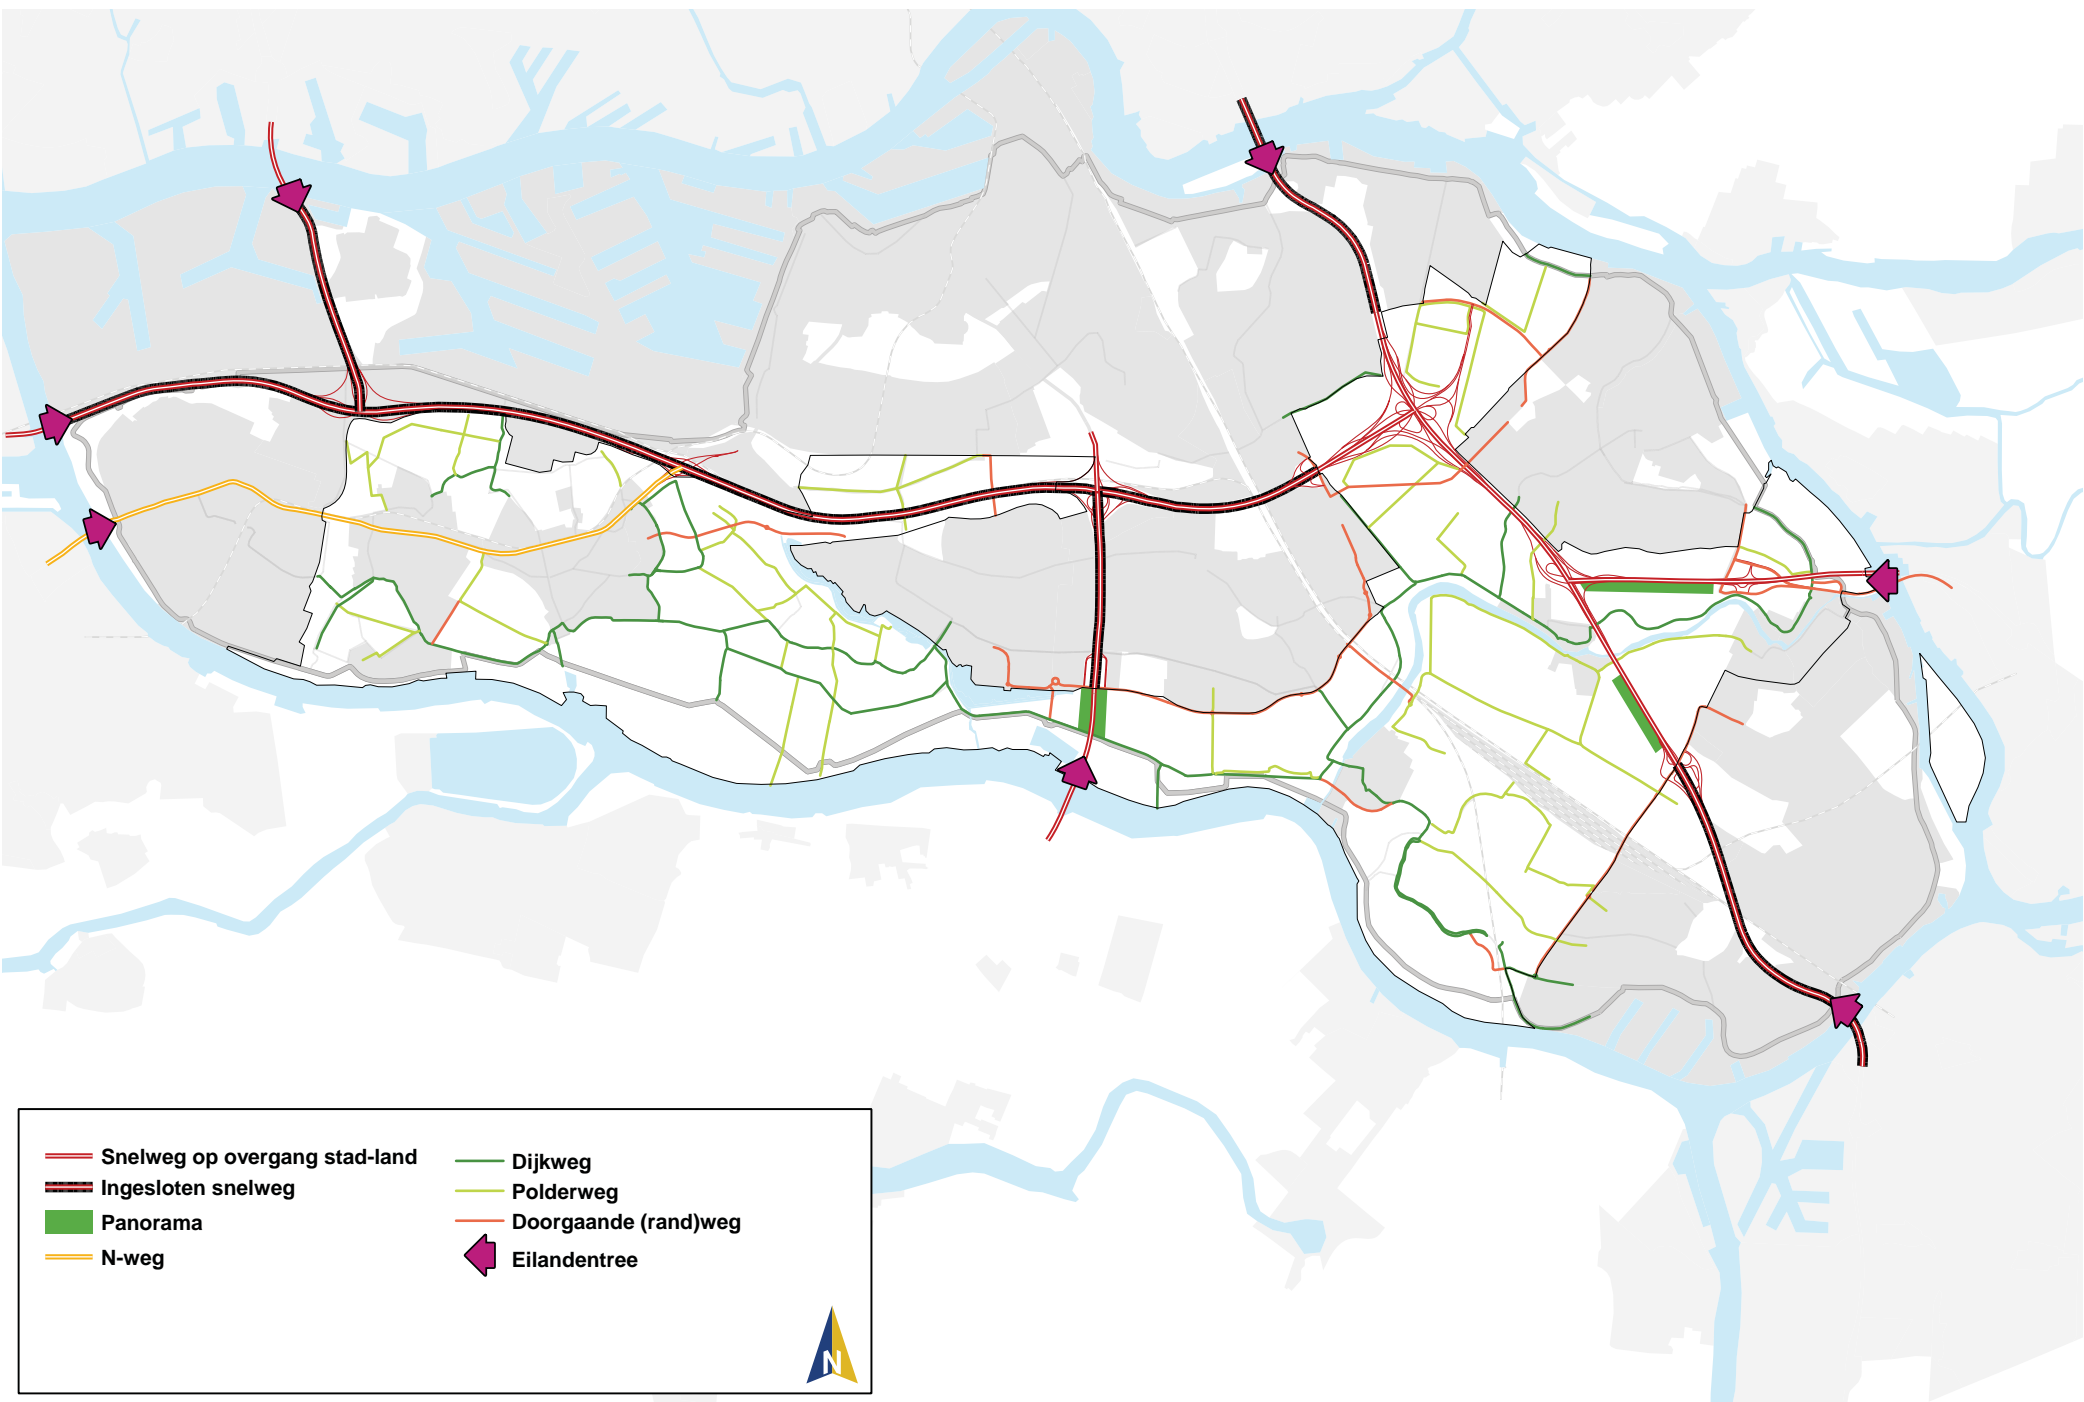 Snelweg op overgang stad-land
Ingesloten snelweg
Panorama
N-weg
Dijkweg
Polderweg
Doorgaande (rand)weg
Eilandentree
N